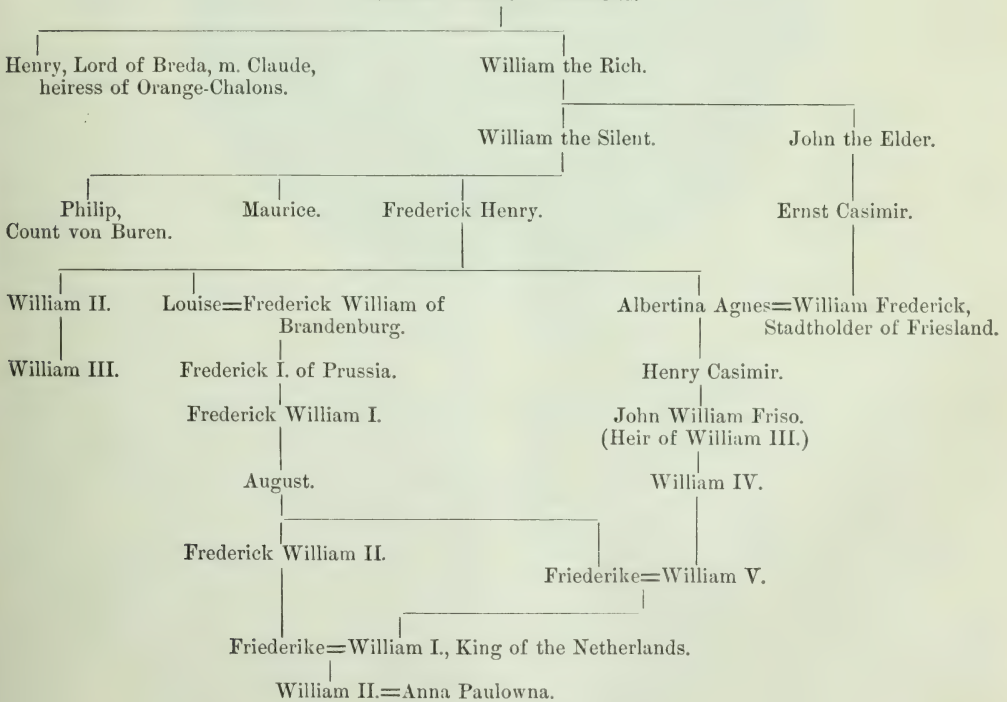 Henry, Lord of Breda, m. Claude,
heiress of Orange-Chalons.
William the Rich.
William the Silent.
John the Elder.
Philip,
Count von Buren.
Maurice.
Frederick Henry.
Ernst Casimir.
William II.
Louise=Frederick William of
Brandenburg.
Albertina Agnes=William Frederick,
Stadtholder of Friesland.
William III.
Frederick I. of Prussia.
Henry Casimir.
Frederick William I.
John William Friso.
(Heir of William III.)
August.
William IV.
Frederick William II.
Friederike=William V.
Friederike=William I., King of the Netherlands.
William II.=Anna Paulowna.